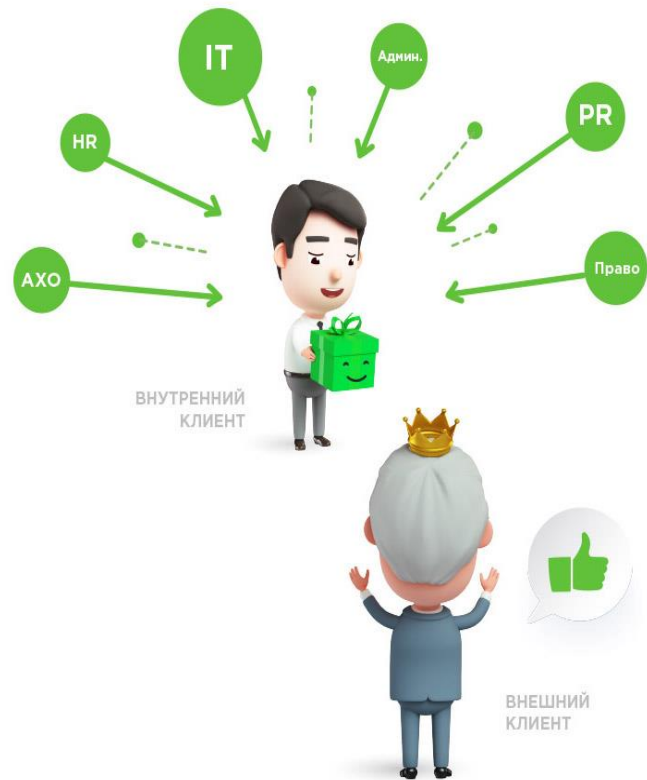 IT
Админ.
PR
HR
АХО
Право
ВНУТРЕННИЙ
КЛИЕНТ
ВНЕШНИЙ
КЛИЕНТ